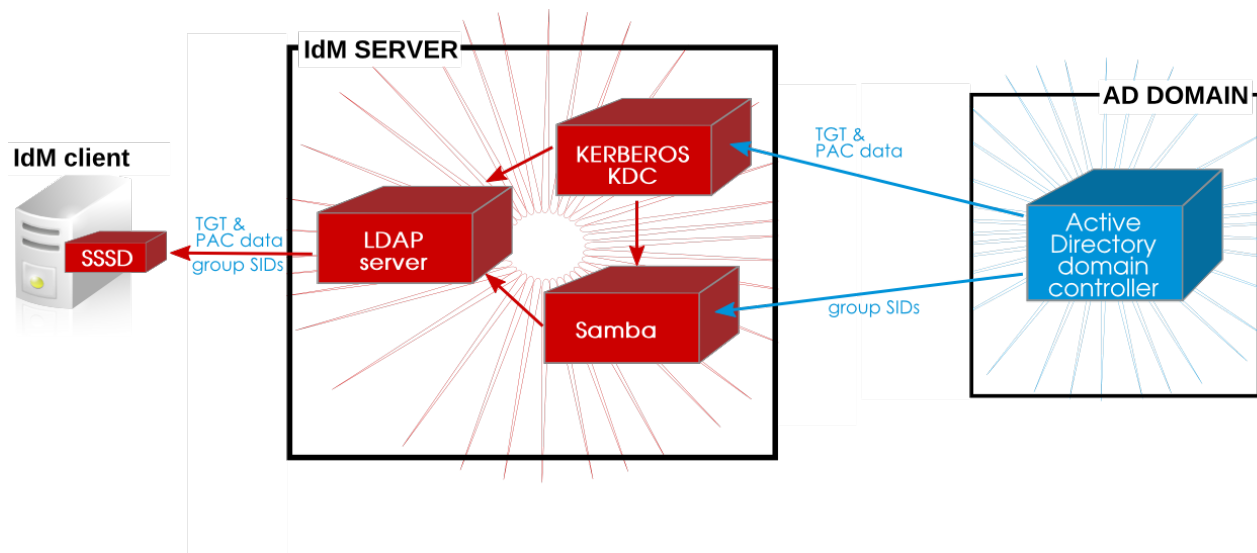 IdM SERVER
AD DOMAIN
IdM client
KERBEROS
KDC
TGT &
PAC data
LDAP
server
TGT &
PAC data
group SIDs
SSSD
Active
Directory
domain
controller
Samba
group SIDs